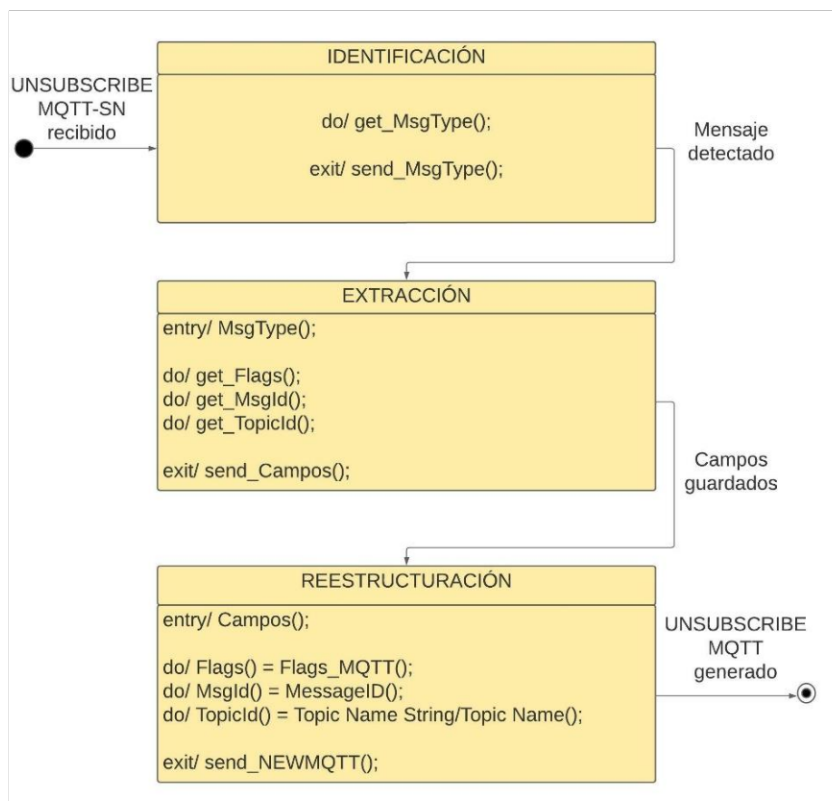 IDENTIFICACIÓN
UNSUBSCRIBE
MQTT-SN
recibido
do/ get_MsgType();
exit/ send_MsgType();
Mensaje
detectado
EXTRACCIÓN
entry/ MsgType();
do/ get_Flags();
do/ get_MsgId();
do/ get_TopicId();
exit/ send_Campos();
Campos
guardados
REESTRUCTURACIÓN
entry/ Campos();
do/ Flags() = Flags_MQTT();
do/ MsgId() = MessageID();
do/ TopicId() = Topic Name String/Topic Name();
exit/ send_NEWMQTT();
UNSUBSCRIBE
MQTT
generado